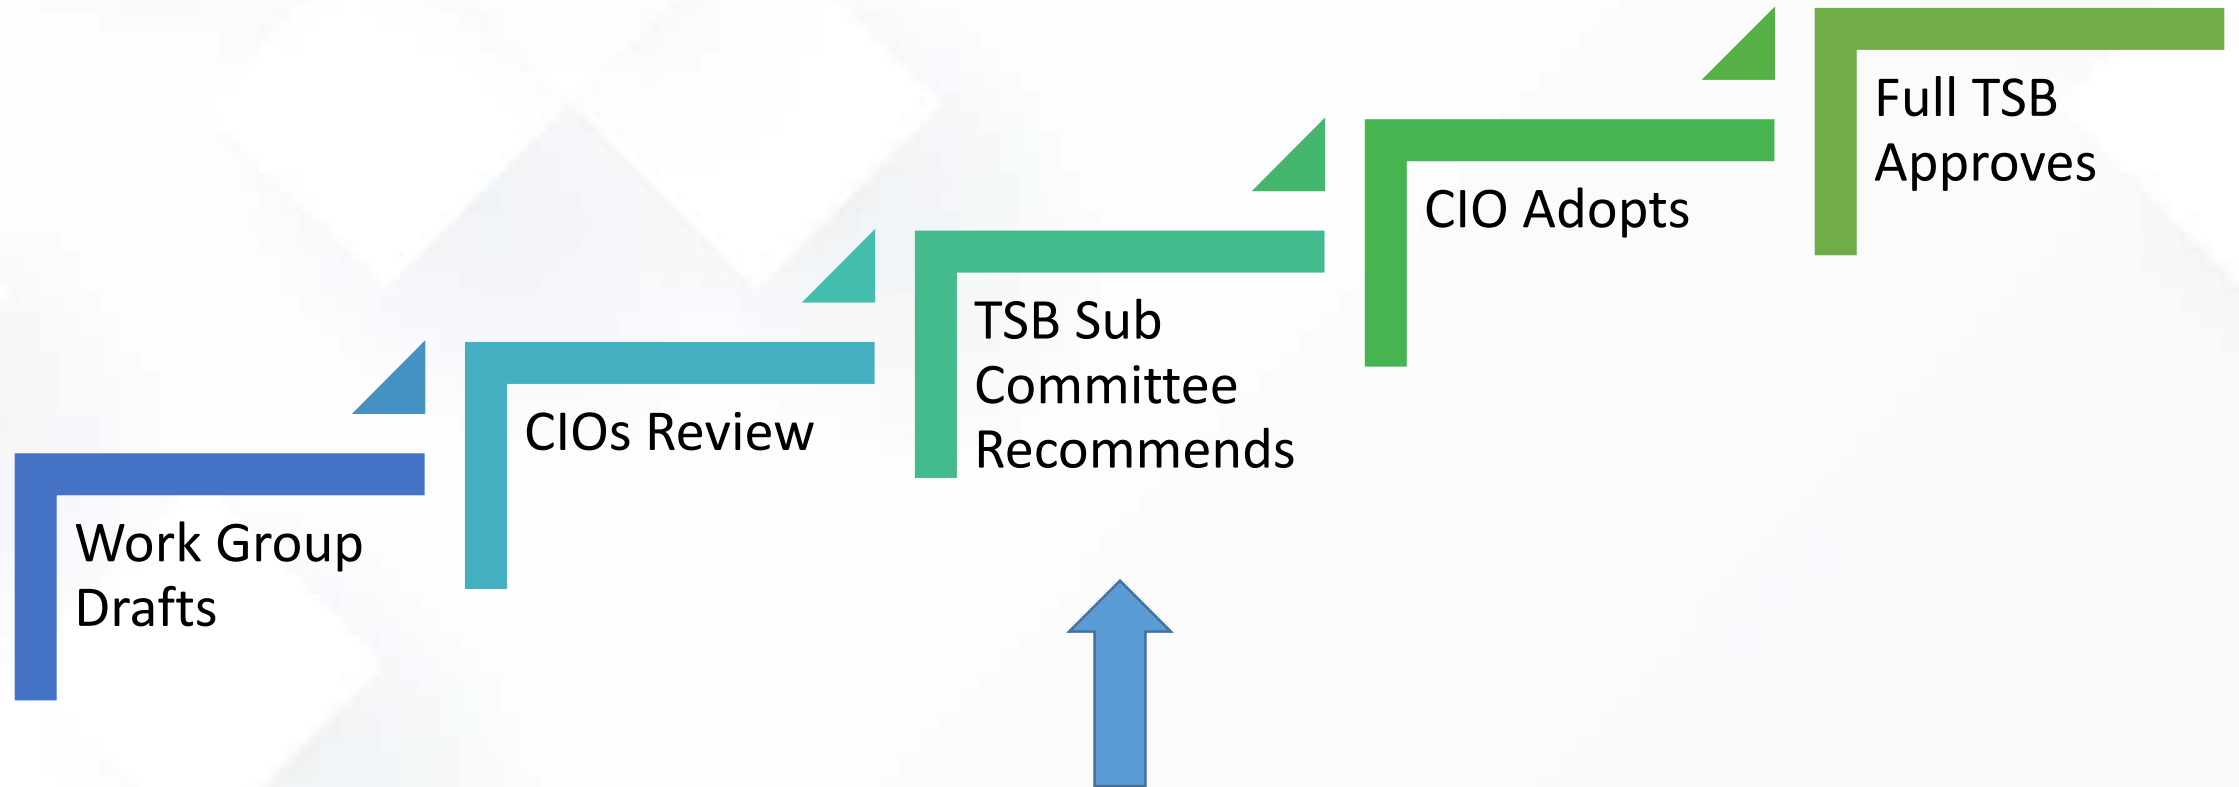 Work Group
Drafts
CIOs Review
TSB Sub
Committee
Recommends
CIO Adopts
Full TSB
Approves